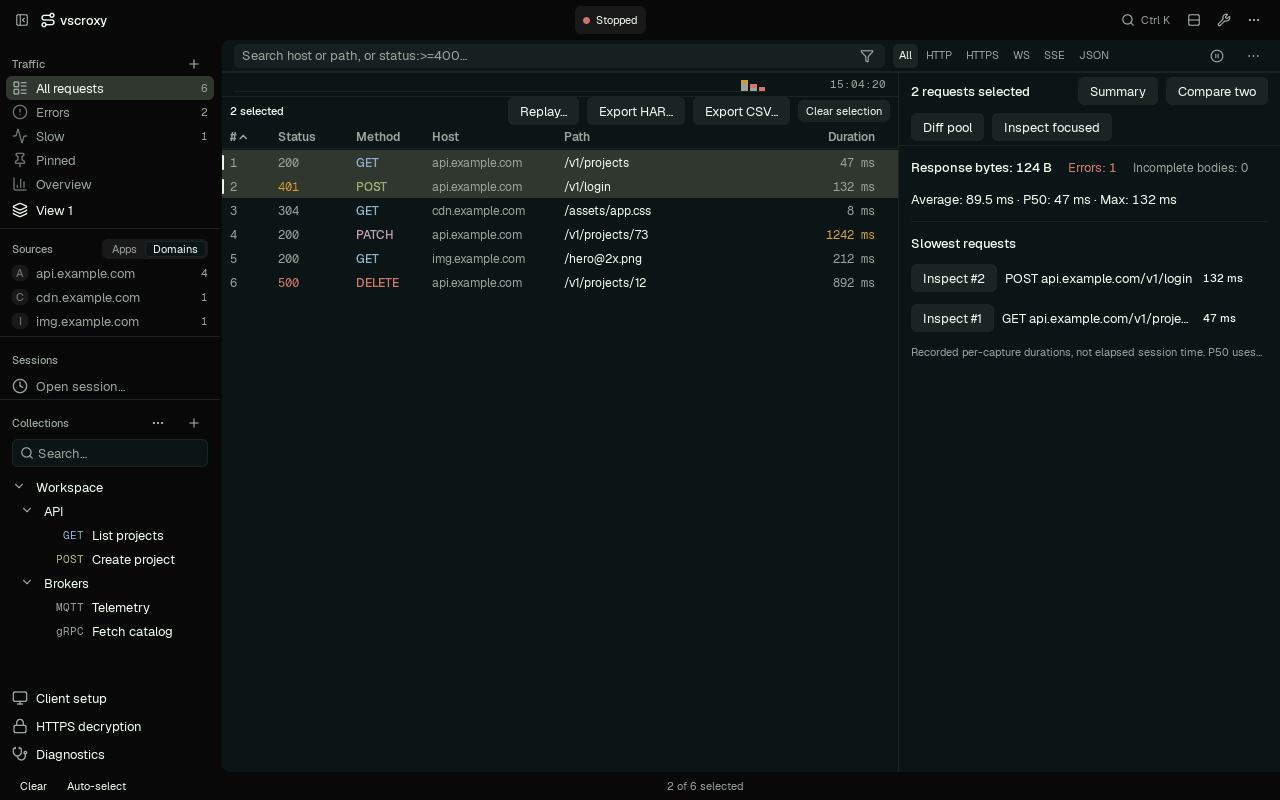 vscroxy
Stopped
Ctrl K
Traffic
All requests 6
Errors 2
Slow 1
Pinned
Overview
View 1
Sources Apps Domains
A api.example.com 4
C cdn.example.com 1
I img.example.com 1
Sessions
Open session…
Collections
Search…
Workspace
API
GET List projects
POST Create project
Brokers
MQTT Telemetry
gRPC Fetch catalog
Client setup
HTTPS decryption
Diagnostics
Clear Auto-select
Search host or path, or status:>=400…
All HTTP HTTPS WS SSE JSON
15:04:20
2 selected Replay… Export HAR… Export CSV… Clear selection
# Status Method Host Path Duration
1 200 GET api.example.com /v1/projects 47 ms
2 401 POST api.example.com /v1/login 132 ms
3 304 GET cdn.example.com /assets/app.css 8 ms
4 200 PATCH api.example.com /v1/projects/73 1242 ms
5 200 GET img.example.com /hero@2x.png 212 ms
6 500 DELETE api.example.com /v1/projects/12 892 ms
2 requests selected Summary Compare two
Diff pool Inspect focused
Response bytes: 124 B Errors: 1 Incomplete bodies: 0
Average: 89.5 ms · P50: 47 ms · Max: 132 ms
Slowest requests
Inspect #2 POST api.example.com/v1/login 132 ms
Inspect #1 GET api.example.com/v1/proje… 47 ms
Recorded per-capture durations, not elapsed session time. P50 uses…
2 of 6 selected